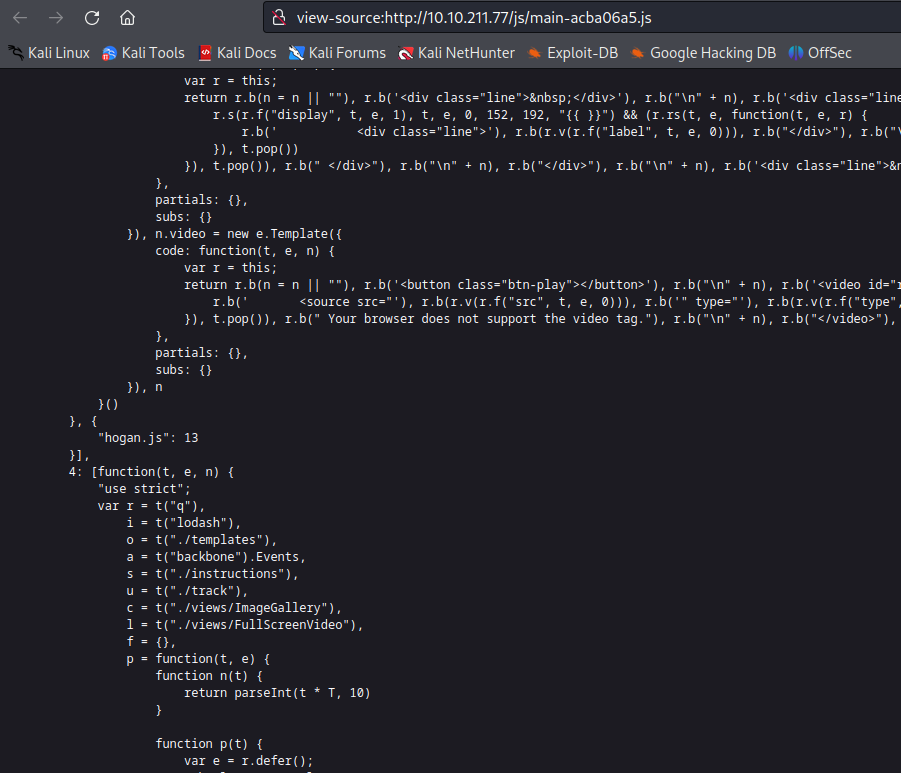 view-source:http://10.10.211.77/js/main-acba06a5.js
Kali Linux Kali Tools Kali Docs Kali Forums Kali NetHunter Exploit-DB Google Hacking DB OffSec
var r = this;
return r.b(n = n || ""), r.b('<div class="line">&nbsp;</div>'), r.b("\n" + n), r.b('<div class="line
r.s(r.f("display", t, e, 1), t, e, 0, 152, 192, "{{ }}") && (r.rs(t, e, function(t, e, r) {
r.b('            <div class="line">'), r.b(r.v(r.f("label", t, e, 0))), r.b("</div>"), r.b("\
}), t.pop())
}), t.pop()), r.b(" </div>"), r.b("\n" + n), r.b("</div>"), r.b("\n" + n), r.b('<div class="line">&n
},
partials: {},
subs: {}
}), n.video = new e.Template({
code: function(t, e, n) {
var r = this;
return r.b(n = n || ""), r.b('<button class="btn-play"></button>'), r.b("\n" + n), r.b('<video id="
r.b('        <source src="'), r.b(r.v(r.f("src", t, e, 0))), r.b('" type="'), r.b(r.v(r.f("type",
}), t.pop()), r.b(" Your browser does not support the video tag."), r.b("\n" + n), r.b("</video>"),
},
partials: {},
subs: {}
}), n
}()
}, {
"hogan.js": 13
}],
4: [function(t, e, n) {
"use strict";
var r = t("q"),
i = t("lodash"),
o = t("./templates"),
a = t("backbone").Events,
s = t("./instructions"),
u = t("./track"),
c = t("./views/ImageGallery"),
l = t("./views/FullScreenVideo"),
f = {},
p = function(t, e) {
function n(t) {
return parseInt(t * T, 10)
}
function p(t) {
var e = r.defer();